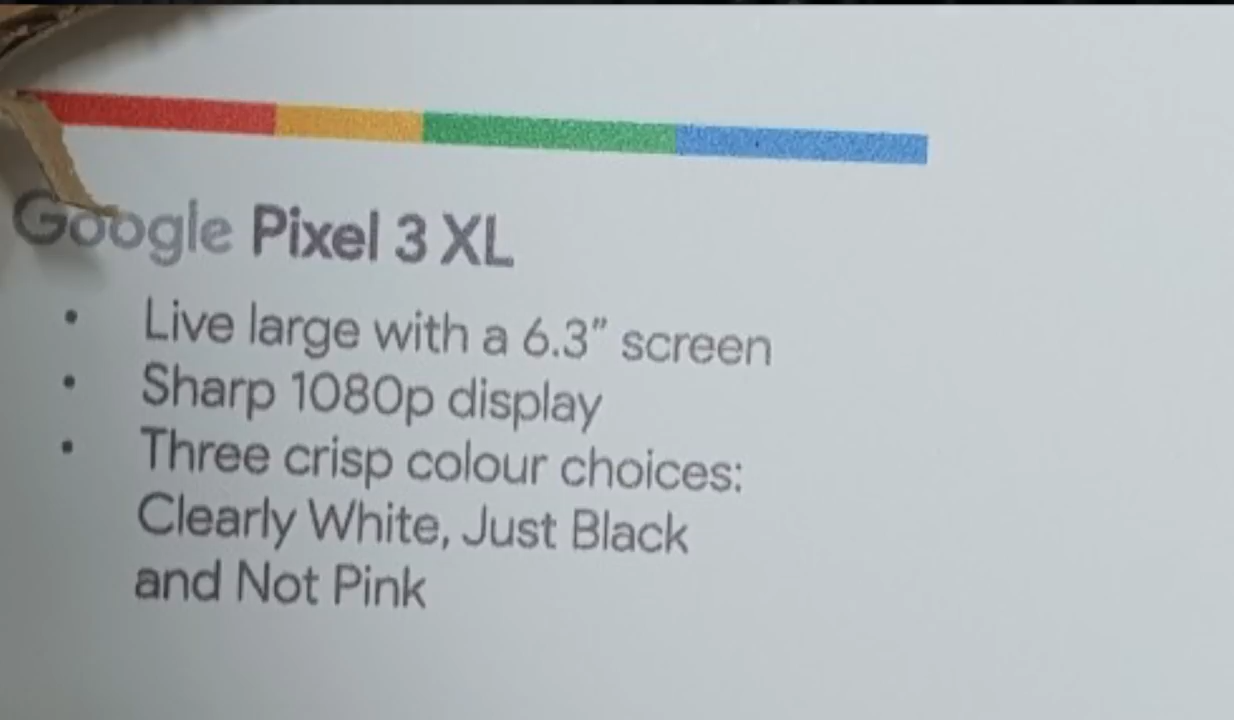 Google Pixel 3 XL
• Live large with a 6.3” screen
• Sharp 1080p display
• Three crisp colour choices:
Clearly White, Just Black
and Not Pink